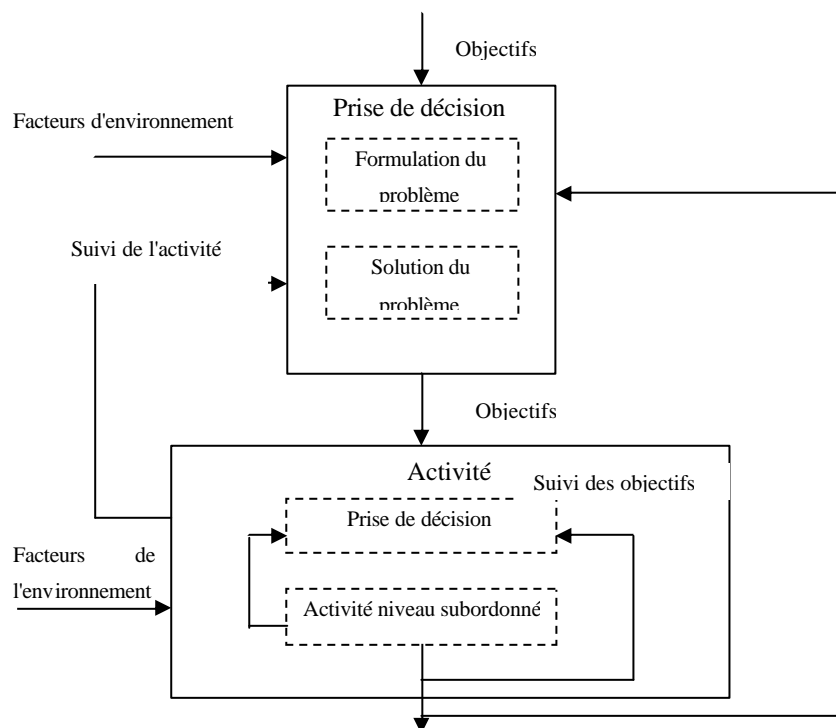 Objectifs
Prise de décision
Facteurs d'environnement
Formulation du
problème
Suivi de l'activité
Solution du
problème
Objectifs
Activité
Suivi des objectifs
Prise de décision
Facteurs de
l'environnement
Activité niveau subordonné